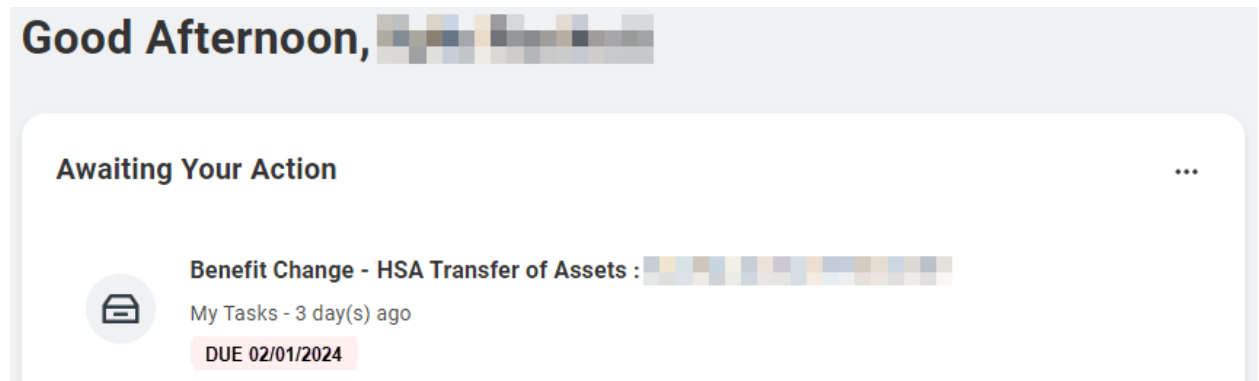 Good Afternoon,
Awaiting Your Action
Benefit Change - HSA Transfer of Assets :
My Tasks - 3 day(s) ago
DUE 02/01/2024